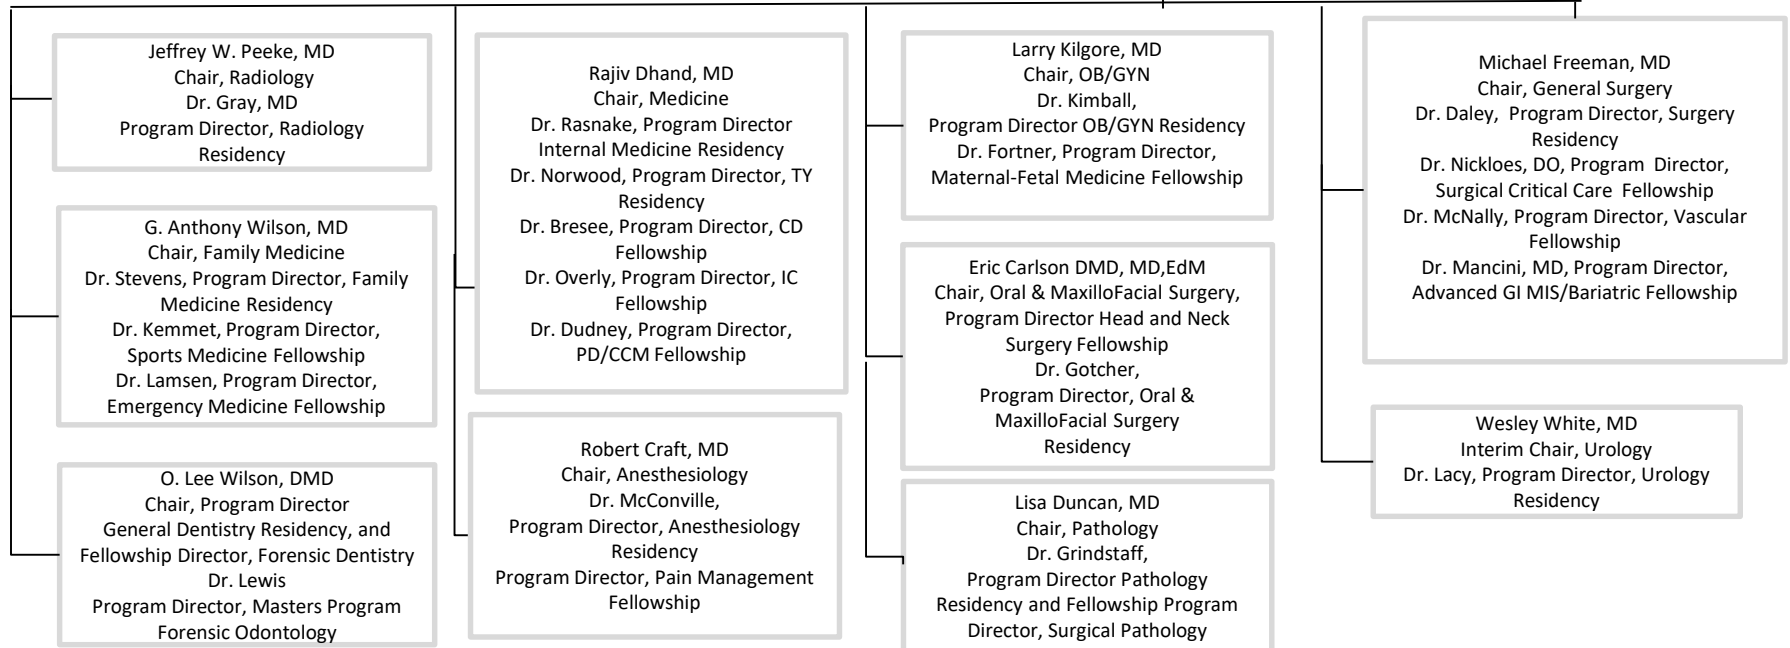 Jeffrey W. Peeke, MD
Chair, Radiology
Dr. Gray, MD
Program Director, Radiology
Residency
G. Anthony Wilson, MD
Chair, Family Medicine
Dr. Stevens, Program Director, Family
Medicine Residency
Dr. Kemmet, Program Director,
Sports Medicine Fellowship
Dr. Lamsen, Program Director,
Emergency Medicine Fellowship
O. Lee Wilson, DMD
Chair, Program Director
General Dentistry Residency, and
Fellowship Director, Forensic Dentistry
Dr. Lewis
Program Director, Masters Program
Forensic Odontology
Rajiv Dhand, MD
Chair, Medicine
Dr. Rasnake, Program Director
Internal Medicine Residency
Dr. Norwood, Program Director, TY
Residency
Dr. Bresee, Program Director, CD
Fellowship
Dr. Overly, Program Director, IC
Fellowship
Dr. Dudney, Program Director,
PD/CCM Fellowship
Robert Craft, MD
Chair, Anesthesiology
Dr. McConville,
Program Director, Anesthesiology
Residency
Program Director, Pain Management
Fellowship
Larry Kilgore, MD
Chair, OB/GYN
Dr. Kimball,
Program Director OB/GYN Residency
Dr. Fortner, Program Director,
Maternal-Fetal Medicine Fellowship
Eric Carlson DMD, MD,EdM
Chair, Oral & MaxilloFacial Surgery,
Program Director Head and Neck
Surgery Fellowship
Dr. Gotcher,
Program Director, Oral &
MaxilloFacial Surgery
Residency
Lisa Duncan, MD
Chair, Pathology
Dr. Grindstaff,
Program Director Pathology
Residency and Fellowship Program
Director, Surgical Pathology
Michael Freeman, MD
Chair, General Surgery
Dr. Daley, Program Director, Surgery
Residency
Dr. Nickloes, DO, Program Director,
Surgical Critical Care Fellowship
Dr. McNally, Program Director, Vascular
Fellowship
Dr. Mancini, MD, Program Director,
Advanced GI MIS/Bariatric Fellowship
Wesley White, MD
Interim Chair, Urology
Dr. Lacy, Program Director, Urology
Residency